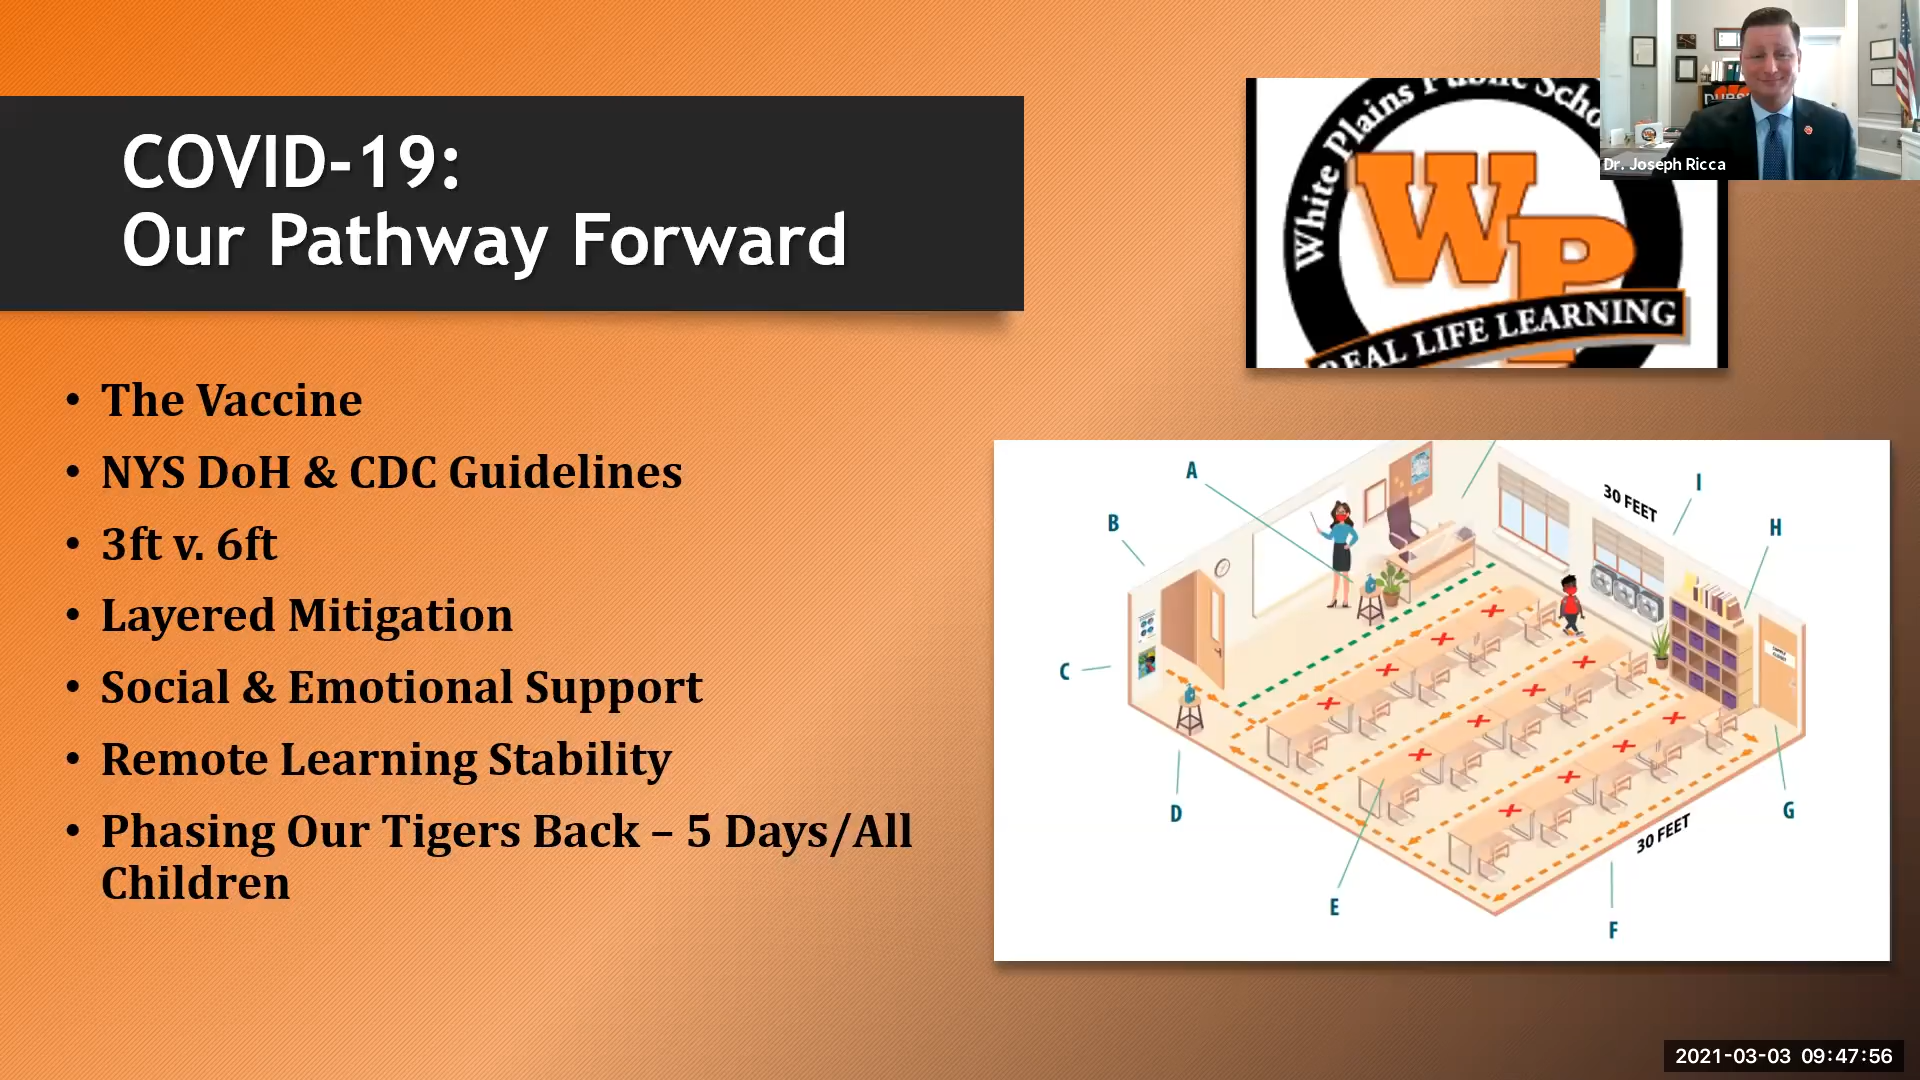 COVID-19:
Our Pathway Forward
• The Vaccine
• NYS DoH & CDC Guidelines
• 3ft v. 6ft
• Layered Mitigation
• Social & Emotional Support
• Remote Learning Stability
• Phasing Our Tigers Back – 5 Days/All
Children
White Plains Public Scho
WP
REAL LIFE LEARNING
Dr. Joseph Ricca
A
B
C
D
E
F
G
H
I
30 FEET
30 FEET
2021-03-03 09:47:56